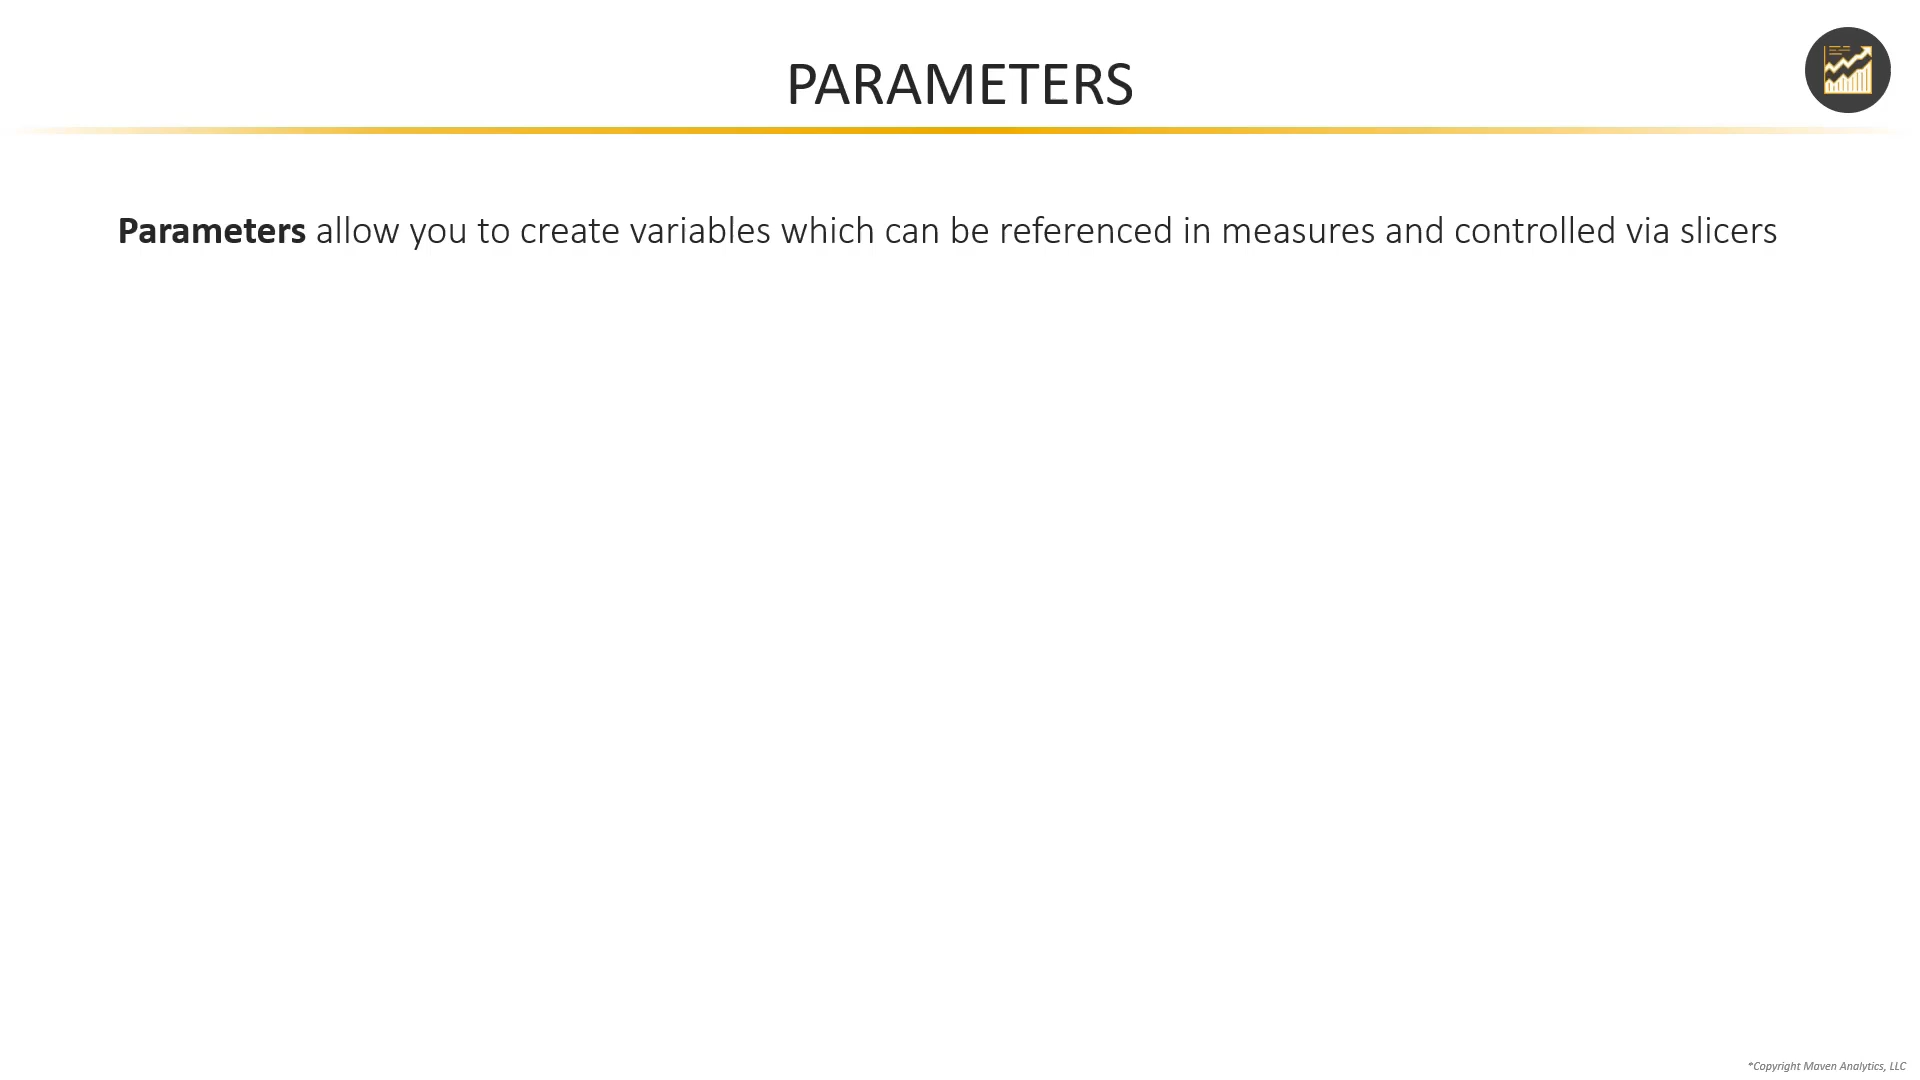 PARAMETERS
Parameters allow you to create variables which can be referenced in measures and controlled via slicers
*Copyright Maven Analytics, LLC